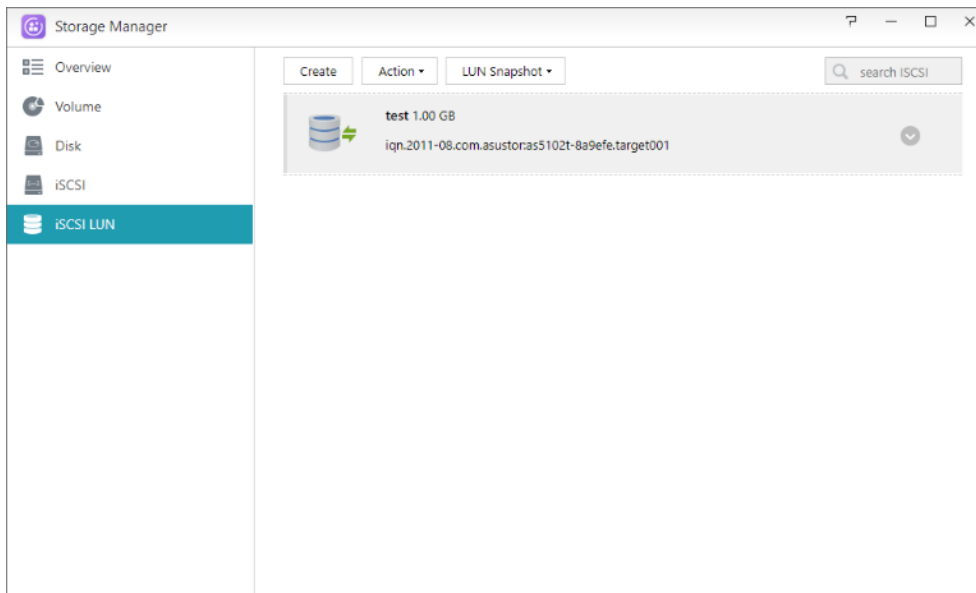 Storage Manager
Overview
Volume
Disk
iSCSI
iSCSI LUN
Create
Action
LUN Snapshot
search iSCSI
test 1.00 GB
iqn.2011-08.com.asustor:as5102t-8a9efe.target001